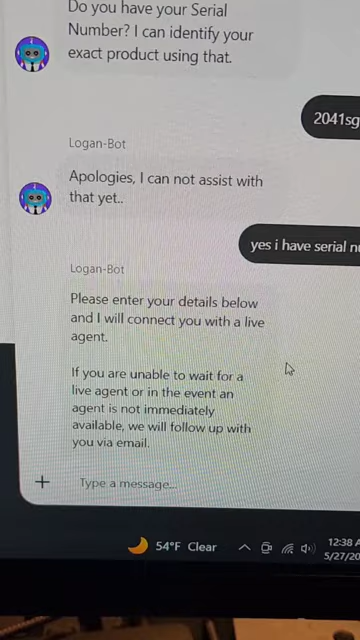 Do you have your Serial
Number? I can identify your
exact product using that.
2041sg
Logan-Bot
Apologies, I can not assist with
that yet..
yes i have serial
Logan-Bot
Please enter your details below
and I will connect you with a live
agent.
If you are unable to wait for a
live agent or in the event an
agent is not immediately
available, we will follow up with
you via email.
Type a message...
54°F Clear
12:38
5/27/20